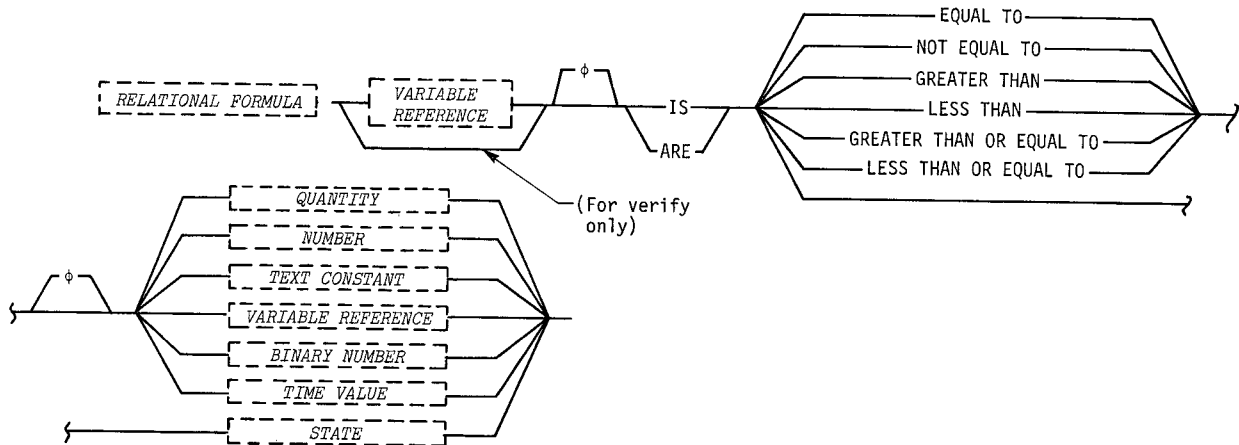 EQUAL TO
NOT EQUAL TO
GREATER THAN
LESS THAN
GREATER THAN OR EQUAL TO
LESS THAN OR EQUAL TO
RELATIONAL FORMULA
VARIABLE
REFERENCE
ϕ
IS
ARE
(For verify
only)
ϕ
QUANTITY
NUMBER
TEXT CONSTANT
VARIABLE REFERENCE
BINARY NUMBER
TIME VALUE
STATE